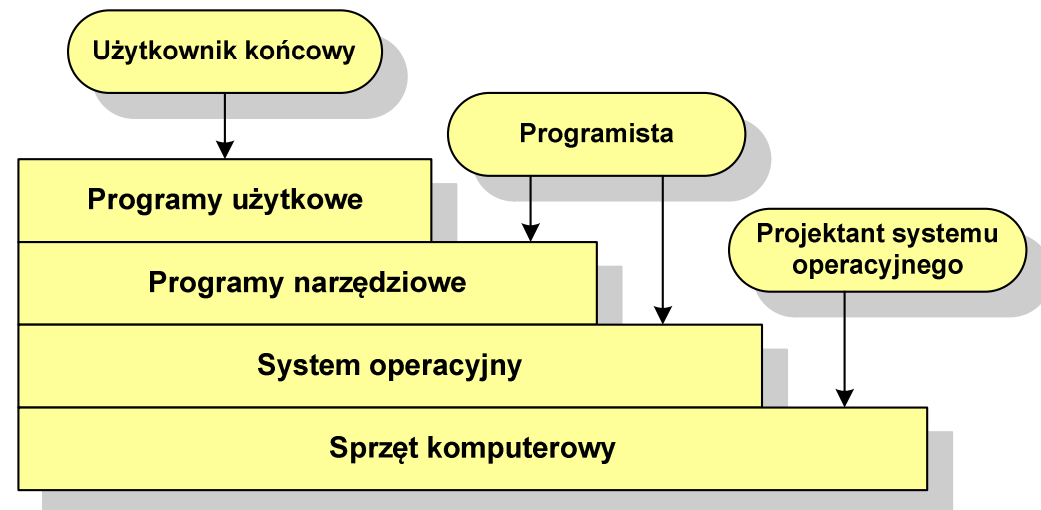 Użytkownik końcowy
Programista
Programy użytkowe
Projektant systemu
operacyjnego
Programy narzędziowe
System operacyjny
Sprzęt komputerowy